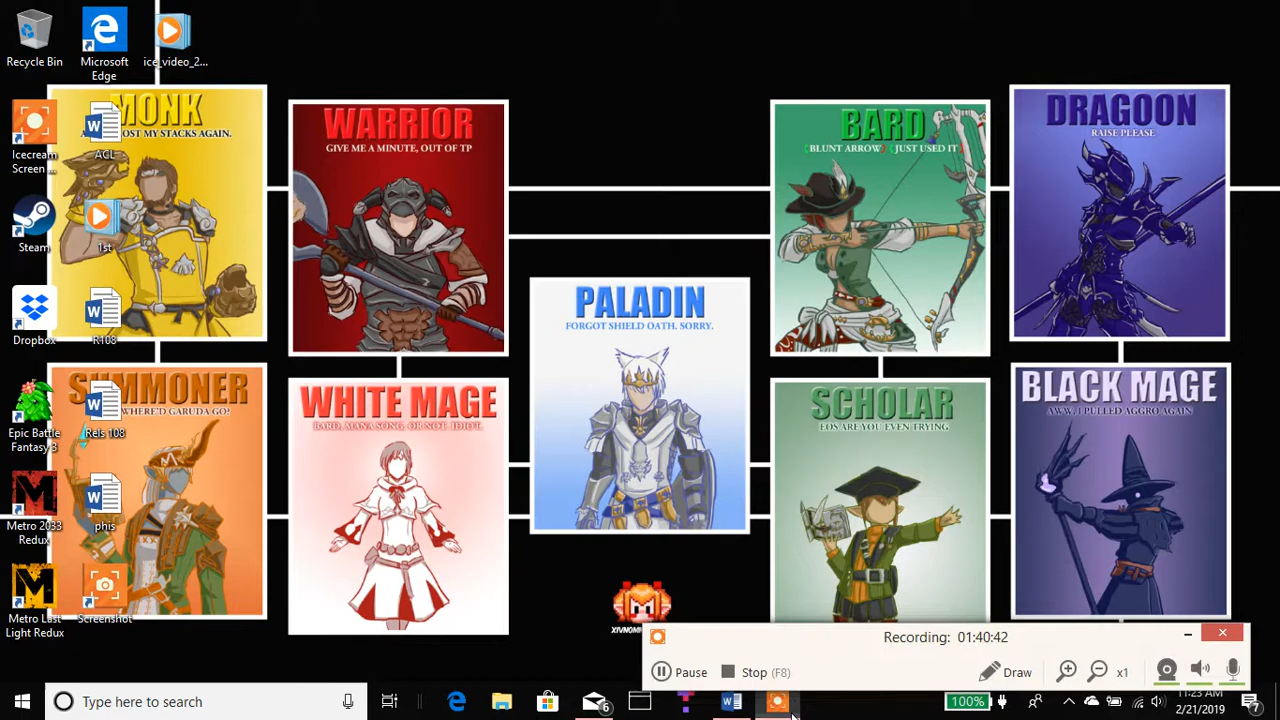 Recycle Bin
Microsoft Edge
ice_video_2...
MONK
OST MY STACKS AGAIN.
WARRIOR
GIVE ME A MINUTE, OUT OF TP
BARD
(BLUNT ARROW) (JUST USED IT)
DRAGOON
RAISE PLEASE
Icecream
Screen ...
ACL
Steam
1st
PALADIN
FORGOT SHIELD OATH. SORRY.
Dropbox
R108
SUMMONER
WHERE'D GARUDA GO?
WHITE MAGE
BARD, MANA SONG, OR NOT. IDIOT.
SCHOLAR
EOS ARE YOU EVEN TRYING
BLACK MAGE
AWW, I PULLED AGGRO AGAIN
Epic Battle
Fantasy 3
Reis 108
Metro 2033
Redux
phis
Metro Last
Light Redux
Screenshot
Recording: 01:40:42
Pause
Stop (F8)
Draw
x1
Type here to search
6
100%
11:23 AM
2/21/2019
7